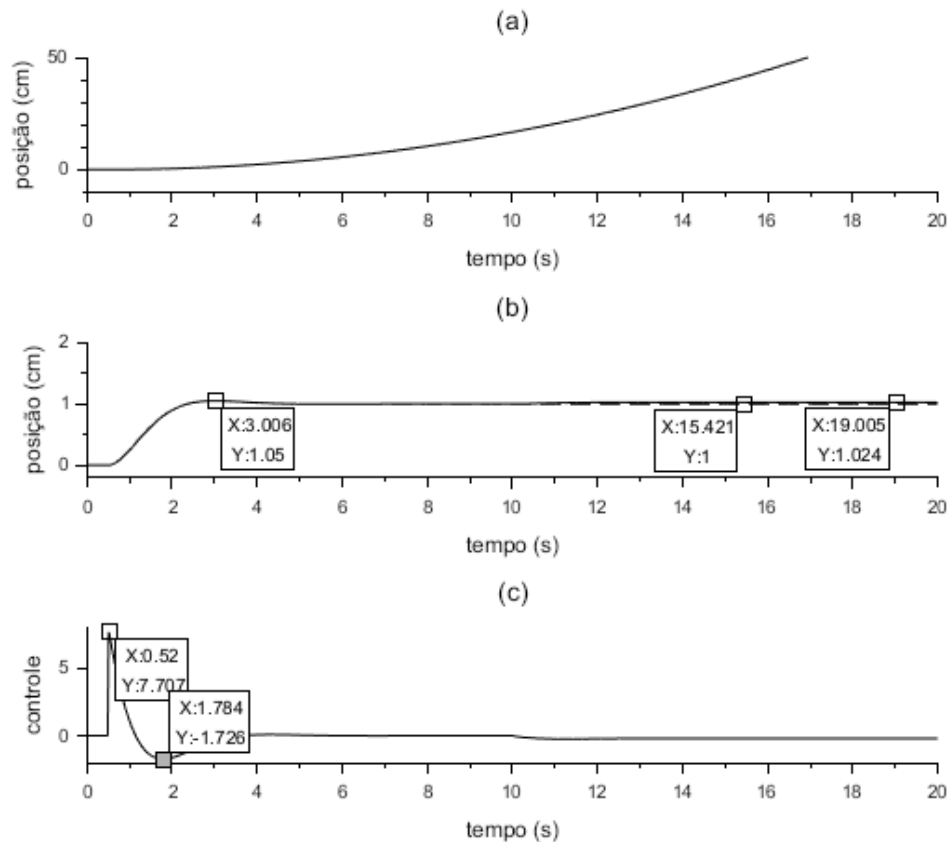 (a)
posição (cm)
50
0
0 2 4 6 8 10 12 14 16 18 20
tempo (s)
(b)
posição (cm)
2
1
0
X:3.006
Y:1.05
X:15.421
Y:1
X:19.005
Y:1.024
0 2 4 6 8 10 12 14 16 18 20
tempo (s)
(c)
controle
5
0
X:0.52
Y:7.707
X:1.784
Y:-1.726
0 2 4 6 8 10 12 14 16 18 20
tempo (s)